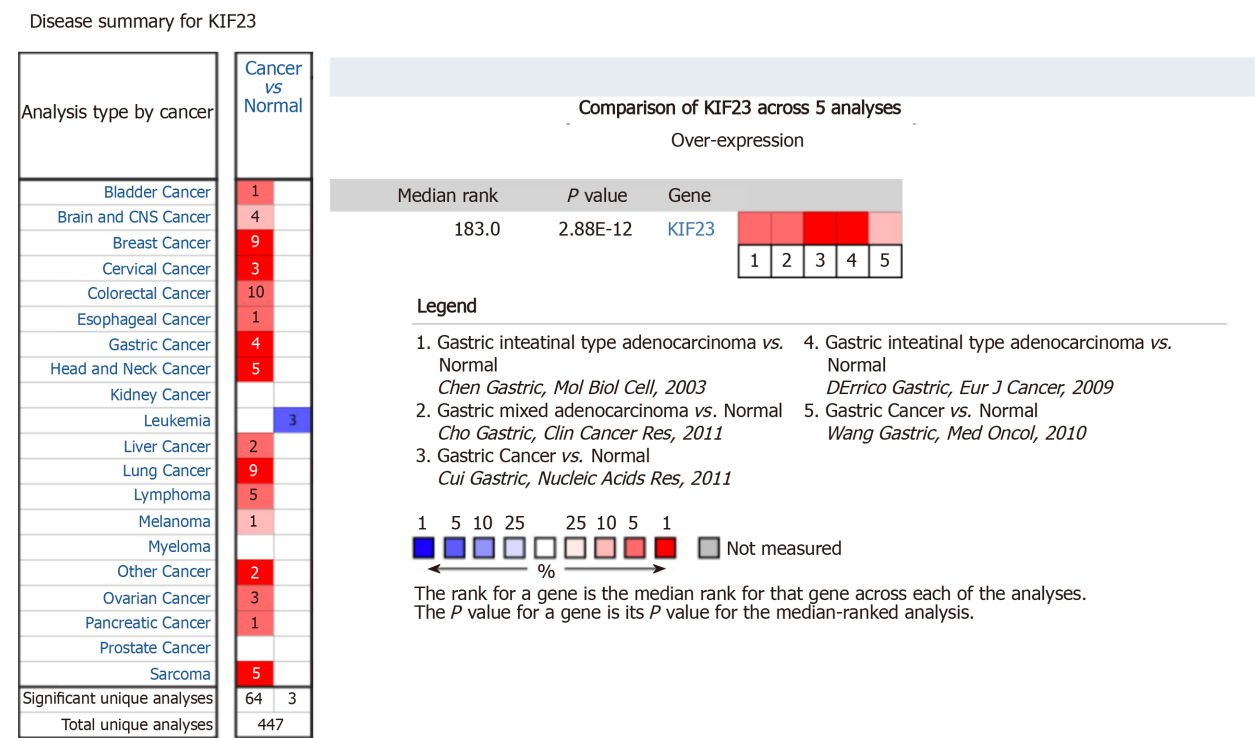 Disease summary for KIF23
Analysis type by cancer
Cancer
vs
Normal
Bladder Cancer 1
Brain and CNS Cancer 4
Breast Cancer 9
Cervical Cancer 3
Colorectal Cancer 10
Esophageal Cancer 1
Gastric Cancer 4
Head and Neck Cancer 5
Kidney Cancer
Leukemia 3
Liver Cancer 2
Lung Cancer 9
Lymphoma 5
Melanoma 1
Myeloma
Other Cancer 2
Ovarian Cancer 3
Pancreatic Cancer 1
Prostate Cancer
Sarcoma 5
Significant unique analyses 64 3
Total unique analyses 447
Comparison of KIF23 across 5 analyses
Over-expression
Median rank P value Gene
183.0 2.88E-12 KIF23
1 2 3 4 5
Legend
1. Gastric inteatinal type adenocarcinoma vs.
Normal
Chen Gastric, Mol Biol Cell, 2003
2. Gastric mixed adenocarcinoma vs. Normal
Cho Gastric, Clin Cancer Res, 2011
3. Gastric Cancer vs. Normal
Cui Gastric, Nucleic Acids Res, 2011
4. Gastric inteatinal type adenocarcinoma vs.
Normal
DErrico Gastric, Eur J Cancer, 2009
5. Gastric Cancer vs. Normal
Wang Gastric, Med Oncol, 2010
1 5 10 25 25 10 5 1
Not measured
%
The rank for a gene is the median rank for that gene across each of the analyses.
The P value for a gene is its P value for the median-ranked analysis.